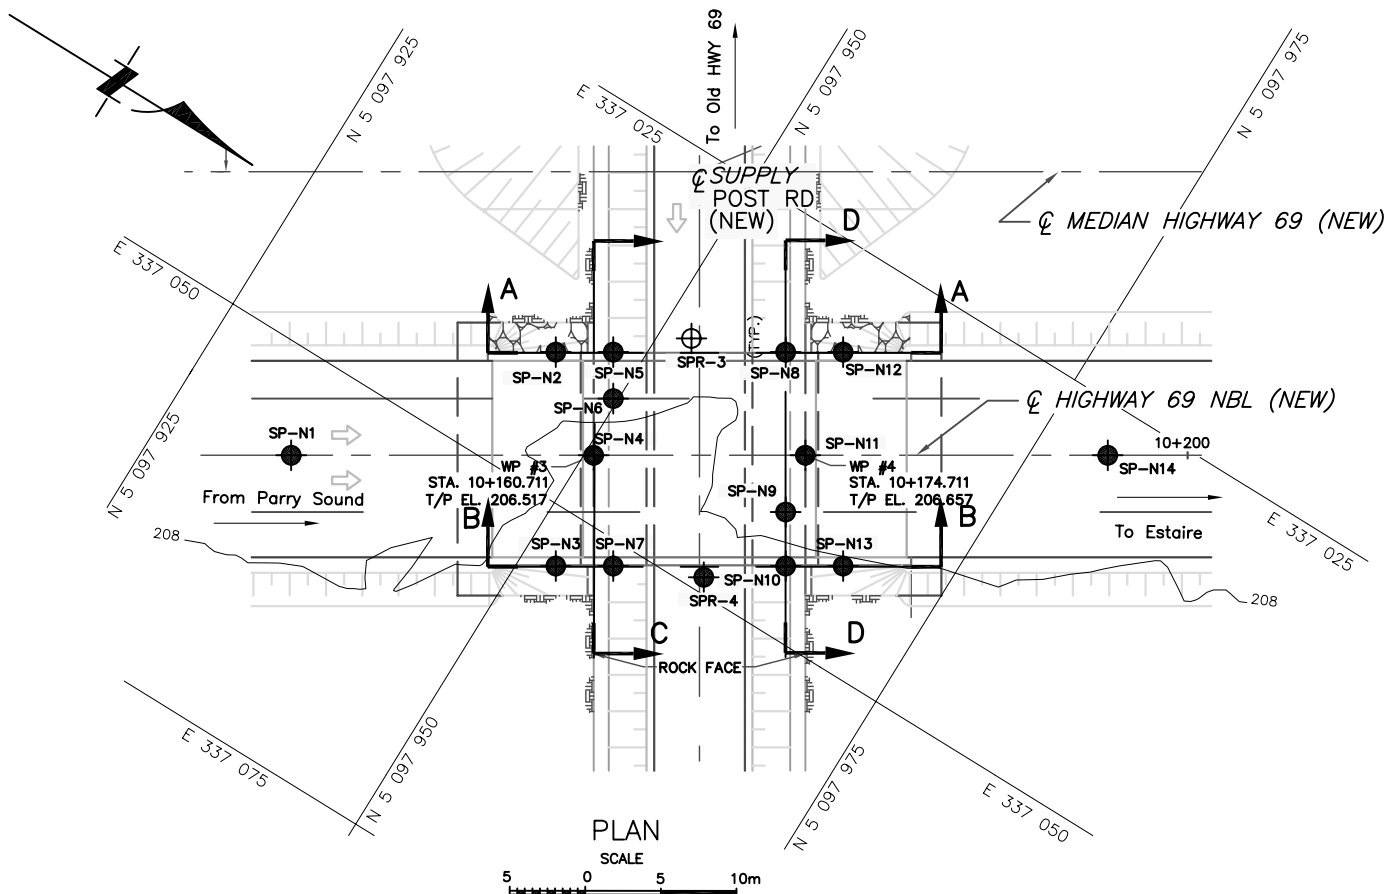 N 5 097 925
To Old HWY 69
N 5 097 950
N 5 097 975
E 337 025
℄ SUPPLY
POST RD
(NEW)
D
℄ MEDIAN HIGHWAY 69 (NEW)
E 337 050
A
A
(TYP.)
SPR-3
SP-N2
SP-N5
SP-N8
SP-N12
SP-N6
℄ HIGHWAY 69 NBL (NEW)
SP-N1
SP-N4
SP-N11
10+200
SP-N14
WP #3
STA. 10+160.711
T/P EL. 206.517
WP #4
STA. 10+174.711
T/P EL. 206.657
N 5 097 925
From Parry Sound
SP-N9
B
B
To Estaire
E 337 025
208
SP-N3
SP-N7
SP-N10
SP-N13
SPR-4
208
C
D
ROCK FACE
E 337 075
N 5 097 950
N 5 097 975
E 337 050
PLAN
SCALE
5 0 5 10m